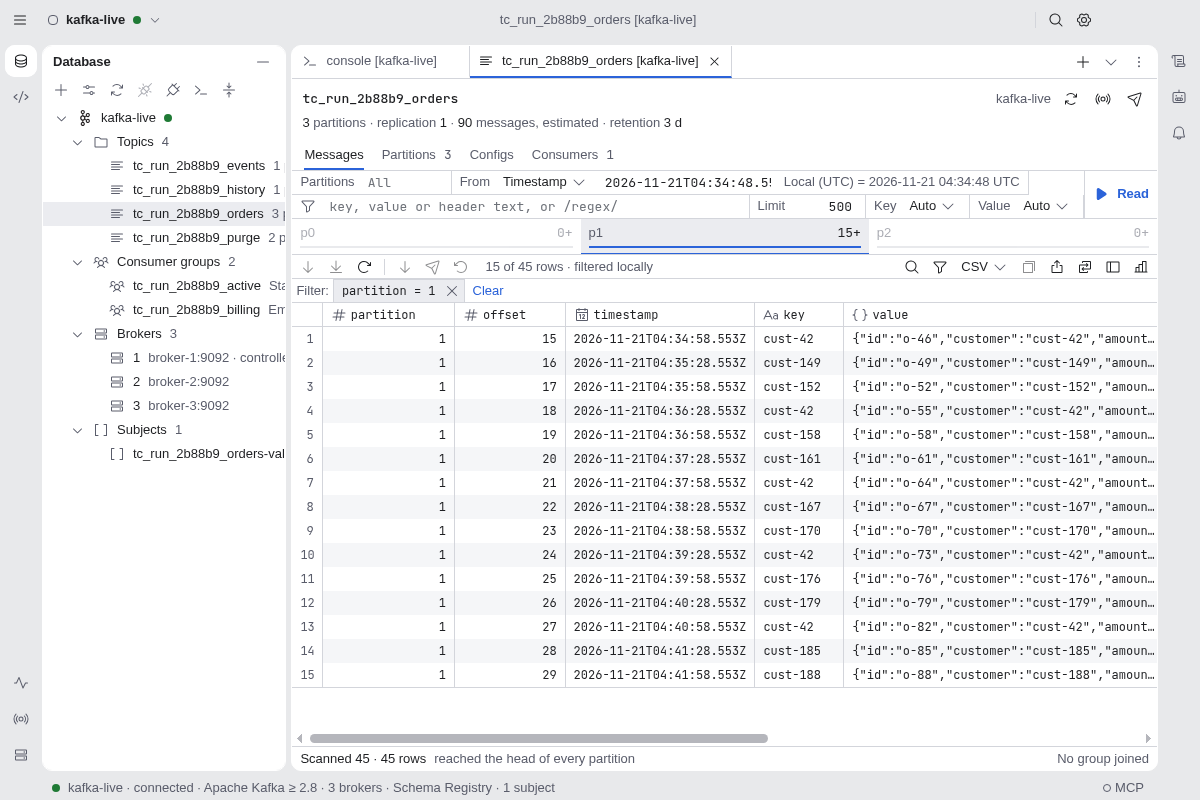 kafka-live
tc_run_2b88b9_orders [kafka-live]
Database
kafka-live
Topics 4
tc_run_2b88b9_events 1
tc_run_2b88b9_history 1
tc_run_2b88b9_orders 3 p
tc_run_2b88b9_purge 2 p
Consumer groups 2
tc_run_2b88b9_active Sta
tc_run_2b88b9_billing Em
Brokers 3
1 broker-1:9092 · controlle
2 broker-2:9092
3 broker-3:9092
Subjects 1
tc_run_2b88b9_orders-val
console [kafka-live]
tc_run_2b88b9_orders [kafka-live]
tc_run_2b88b9_orders
kafka-live
3 partitions · replication 1 · 90 messages, estimated · retention 3 d
Messages Partitions 3 Configs Consumers 1
Partitions All From Timestamp 2026-11-21T04:34:48.5 Local (UTC) = 2026-11-21 04:34:48 UTC
Read
key, value or header text, or /regex/ Limit 500 Key Auto Value Auto
p0 0+ p1 15+ p2 0+
15 of 45 rows · filtered locally
CSV
Filter: partition = 1 Clear
partition offset timestamp key value
1 1 15 2026-11-21T04:34:58.553Z cust-42 {"id":"o-46","customer":"cust-42","amount…
2 1 16 2026-11-21T04:35:28.553Z cust-149 {"id":"o-49","customer":"cust-149","amoun…
3 1 17 2026-11-21T04:35:58.553Z cust-152 {"id":"o-52","customer":"cust-152","amoun…
4 1 18 2026-11-21T04:36:28.553Z cust-42 {"id":"o-55","customer":"cust-42","amount…
5 1 19 2026-11-21T04:36:58.553Z cust-158 {"id":"o-58","customer":"cust-158","amoun…
6 1 20 2026-11-21T04:37:28.553Z cust-161 {"id":"o-61","customer":"cust-161","amoun…
7 1 21 2026-11-21T04:37:58.553Z cust-42 {"id":"o-64","customer":"cust-42","amount…
8 1 22 2026-11-21T04:38:28.553Z cust-167 {"id":"o-67","customer":"cust-167","amoun…
9 1 23 2026-11-21T04:38:58.553Z cust-170 {"id":"o-70","customer":"cust-170","amoun…
10 1 24 2026-11-21T04:39:28.553Z cust-42 {"id":"o-73","customer":"cust-42","amount…
11 1 25 2026-11-21T04:39:58.553Z cust-176 {"id":"o-76","customer":"cust-176","amoun…
12 1 26 2026-11-21T04:40:28.553Z cust-179 {"id":"o-79","customer":"cust-179","amoun…
13 1 27 2026-11-21T04:40:58.553Z cust-42 {"id":"o-82","customer":"cust-42","amount…
14 1 28 2026-11-21T04:41:28.553Z cust-185 {"id":"o-85","customer":"cust-185","amoun…
15 1 29 2026-11-21T04:41:58.553Z cust-188 {"id":"o-88","customer":"cust-188","amoun…
Scanned 45 · 45 rows reached the head of every partition
No group joined
kafka-live · connected · Apache Kafka ≥ 2.8 · 3 brokers · Schema Registry · 1 subject
MCP